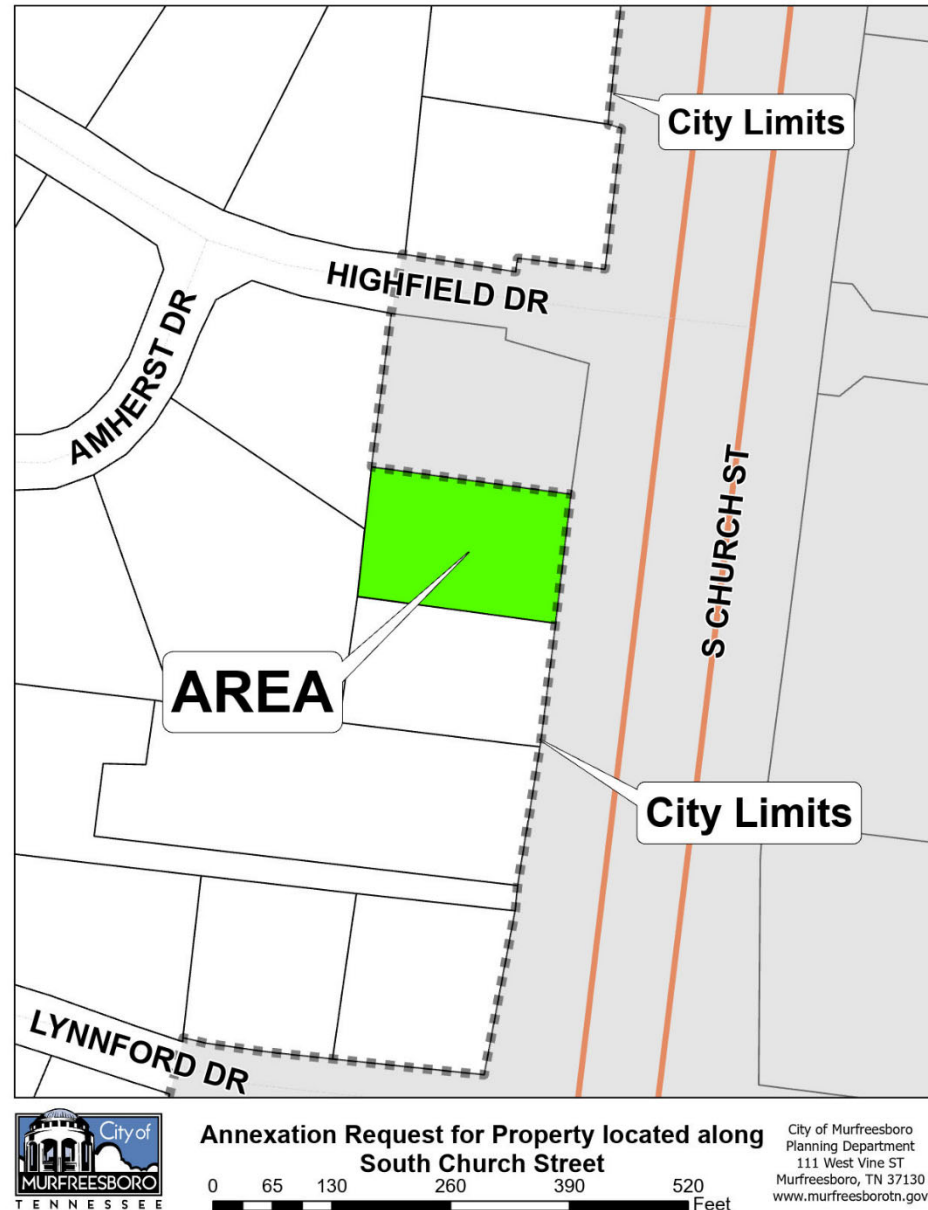 City Limits
HIGHFIELD DR
AMHERST DR
S CHURCH ST
AREA
City Limits
LYNNFORD DR
City of
MURFREESBORO
TENNESSEE
Annexation Request for Property located along
South Church Street
0 65 130 260 390 520
Feet
City of Murfreesboro
Planning Department
111 West Vine ST
Murfreesboro, TN 37130
www.murfreesborotn.gov